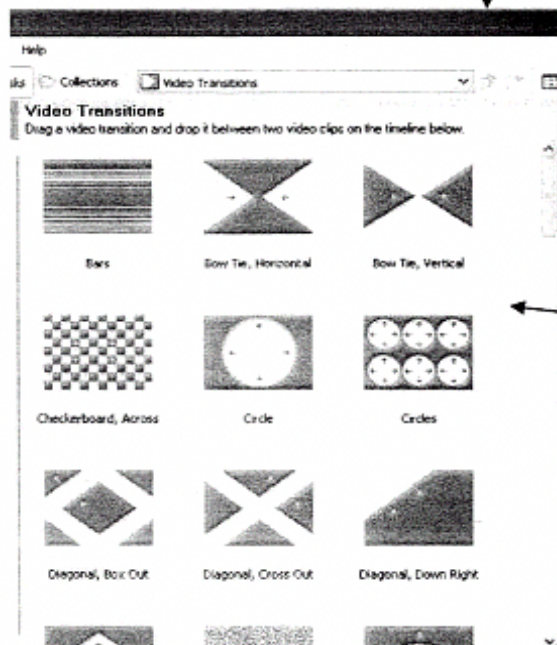 Help
Collections Video Transitions
Video Transitions
Drag a video transition and drop it between two video clips on the timeline below.
Bars Bow Tie, Horizontal Bow Tie, Vertical
Checkerboard, Across Circle Circles
Diagonal, Box Out Diagonal, Cross Out Diagonal, Down Right